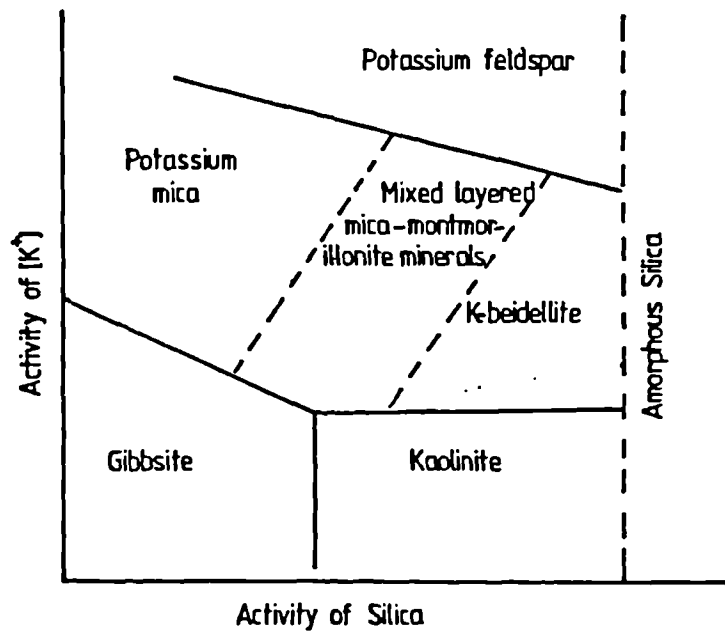 Potassium feldspar
Potassium
mica
Mixed layered
mica-montmor-
illonite minerals
K-beidellite
Gibbsite
Kaolinite
Activity of [K⁺]
Amorphous Silica
Activity of Silica